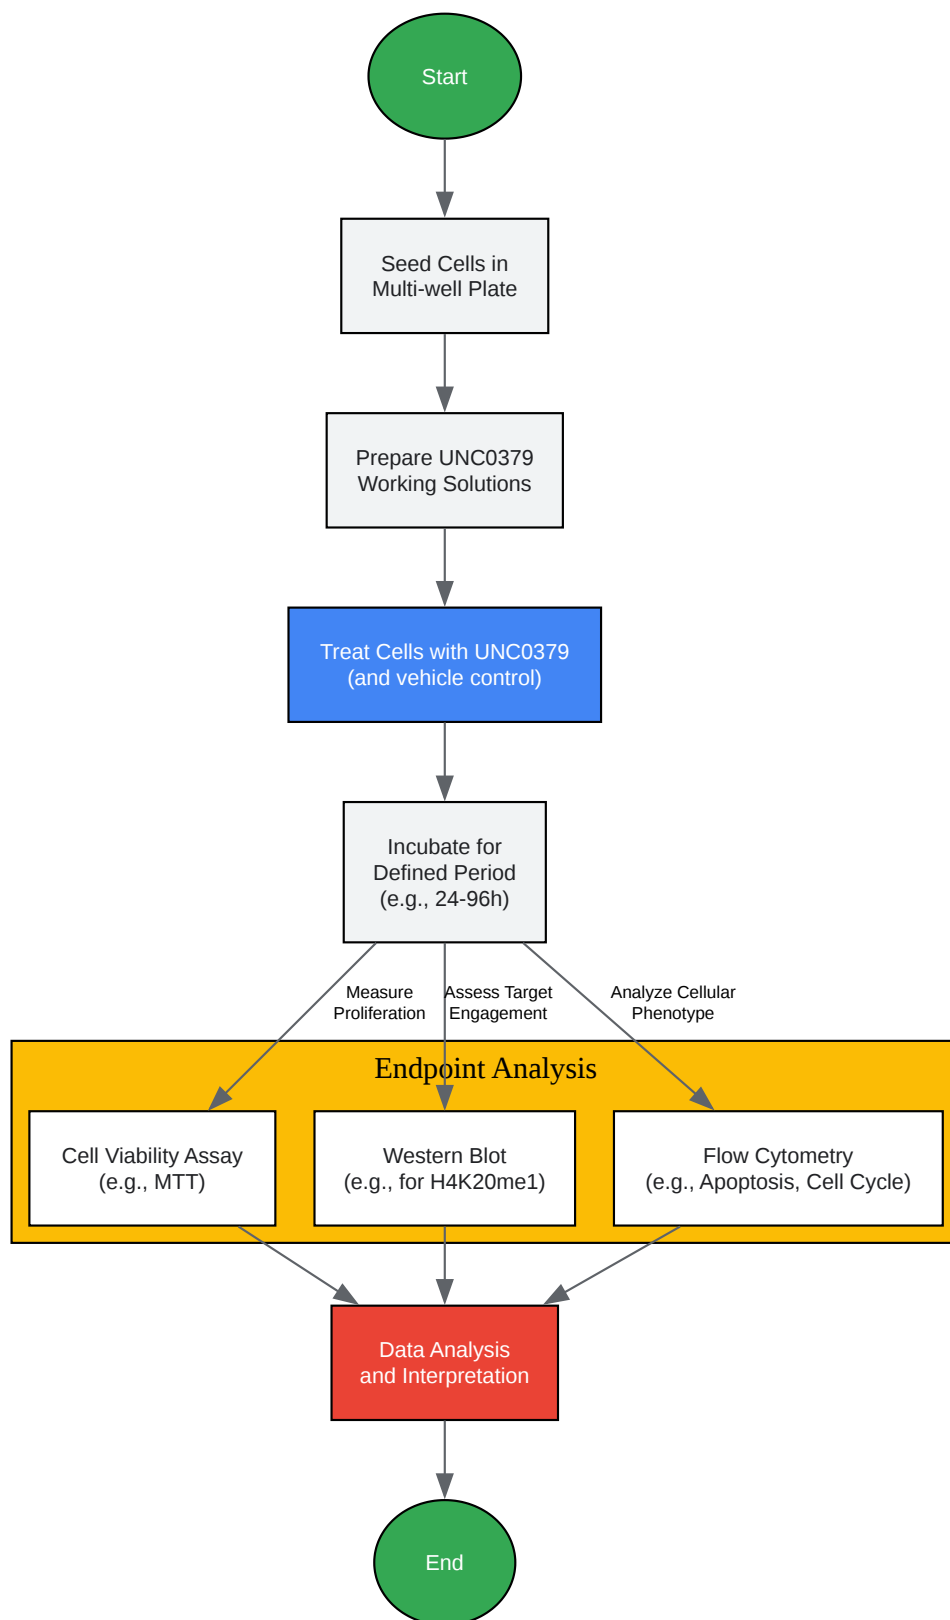 Start
Seed Cells in
Multi-well Plate
Prepare UNC0379
Working Solutions
Treat Cells with UNC0379
(and vehicle control)
Incubate for
Defined Period
(e.g., 24-96h)
Measure
Proliferation
Assess Target
Engagement
Analyze Cellular
Phenotype
Endpoint Analysis
Cell Viability Assay
(e.g., MTT)
Western Blot
(e.g., for H4K20me1)
Flow Cytometry
(e.g., Apoptosis, Cell Cycle)
Data Analysis
and Interpretation
End